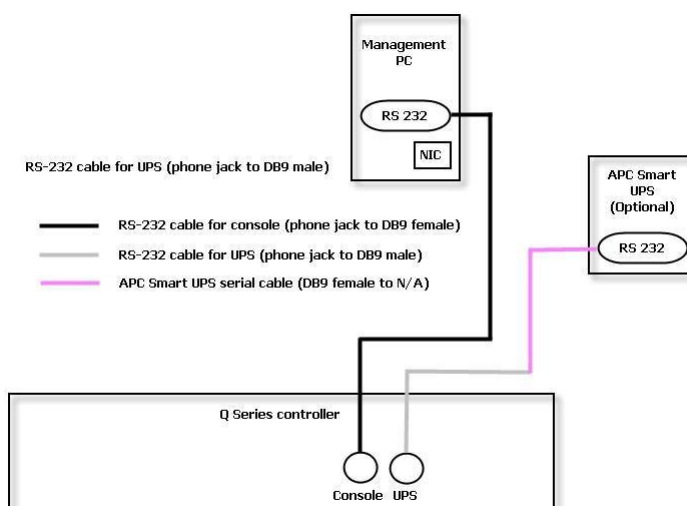 Management
PC
RS 232
NIC
RS-232 cable for UPS (phone jack to DB9 male)
APC Smart
UPS
(Optional)
RS 232
RS-232 cable for console (phone jack to DB9 female)
RS-232 cable for UPS (phone jack to DB9 male)
APC Smart UPS serial cable (DB9 female to N/A)
Q Series controller
Console UPS